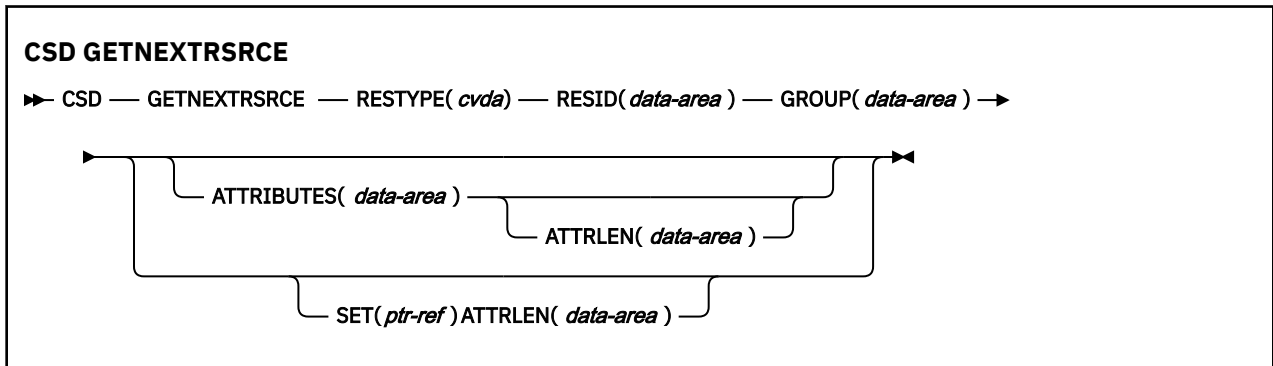 CSD GETNEXTRSRCE
CSD GETNEXTRSRCE RESTYPE( cvda) RESID( data-area ) GROUP( data-area )
ATTRIBUTES( data-area )
ATTRLEN( data-area )
SET( ptr-ref ) ATTRLEN( data-area )